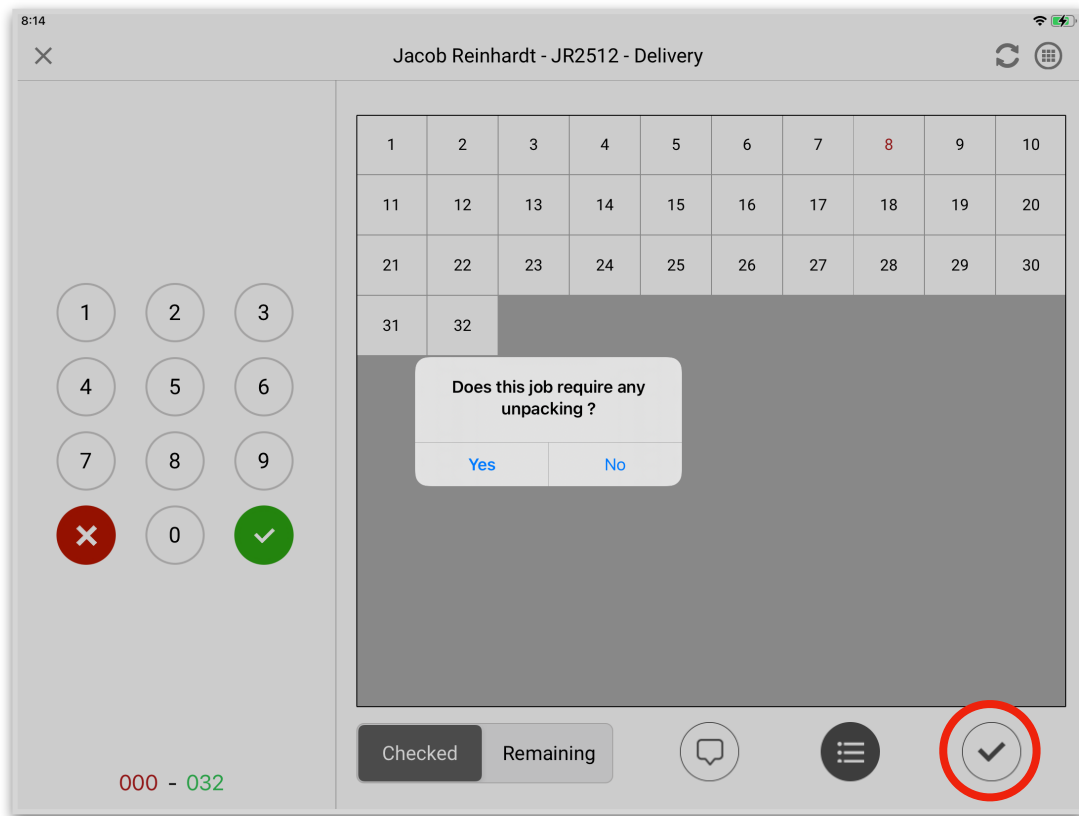 8:14
Jacob Reinhardt - JR2512 - Delivery
1 2 3 4 5 6 7 8 9 10
11 12 13 14 15 16 17 18 19 20
21 22 23 24 25 26 27 28 29 30
31 32
1 2 3
4 5 6
7 8 9
0
Does this job require any
unpacking ?
Yes No
Checked Remaining
000 - 032